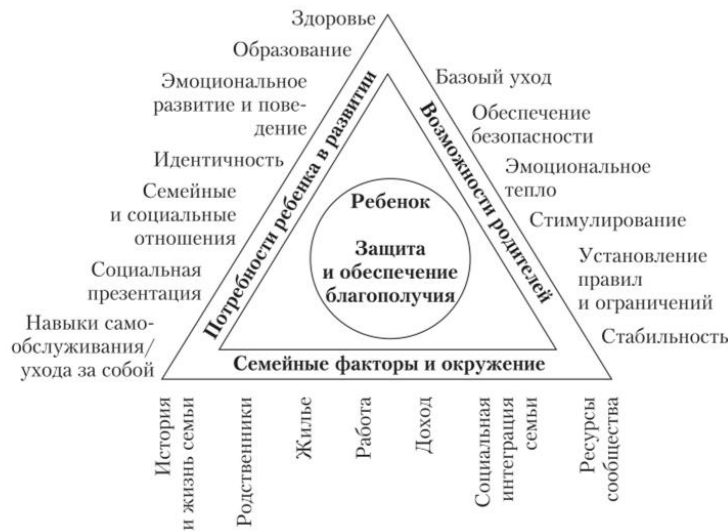 Здоровье
Образование
Эмоциональное
развитие и пове-
дение
Идентичность
Семейные
и социальные
отношения
Социальная
презентация
Навыки само-
обслуживания/
ухода за собой
Потребности ребенка в развитии
Ребенок
Защита
и обеспечение
благополучия
Возможности родителей
Базоый уход
Обеспечение
безопасности
Эмоциональное
тепло
Стимулирование
Установление
правил
и ограничений
Стабильность
Семейные факторы и окружение
История
и жизнь семьи
Родственники
Жилье
Работа
Доход
Социальная
интеграция
семьи
Ресурсы
сообщества